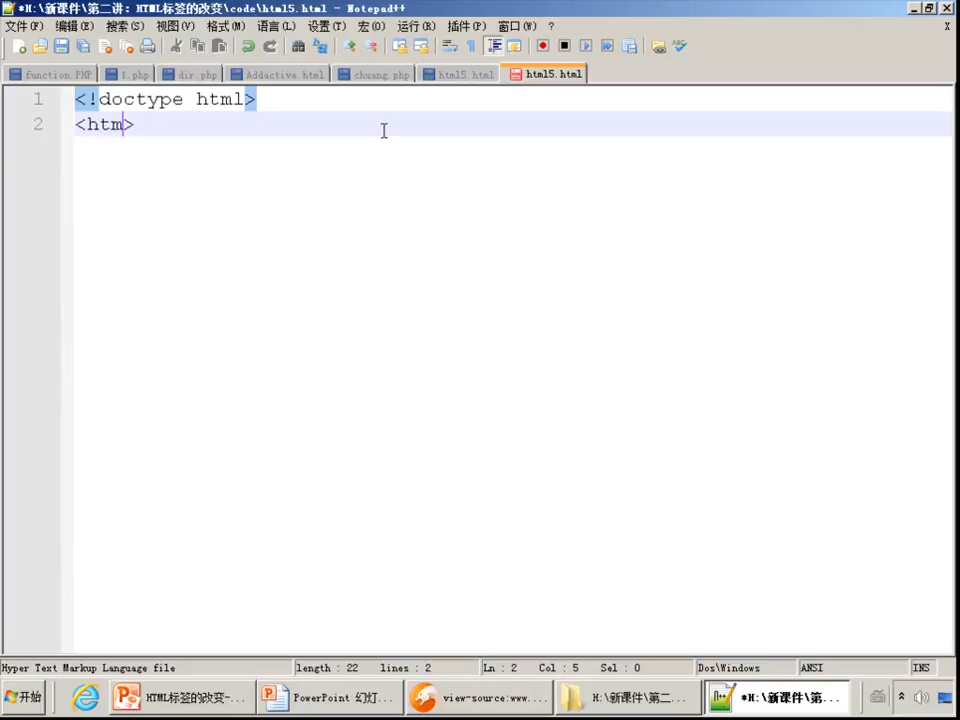 *H:\新课件\第二讲：HTML标签的改变\code\html5.html - Notepad++
文件(F) 编辑(E) 搜索(S) 视图(V) 格式(M) 语言(L) 设置(T) 宏(O) 运行(R) 插件(P) 窗口(W) ? X
function.PHP 1.php dir.php Addactive.html chuang.php html5.html html5.html
1 <!doctype html>
2 <htm>
Hyper Text Markup Language file length : 22 lines : 2 Ln : 2 Col : 5 Sel : 0 Dos\Windows ANSI INS
开始 HTML标签的改变-... PowerPoint 幻灯... view-source:www.... H:\新课件\第二... *H:\新课件\第...